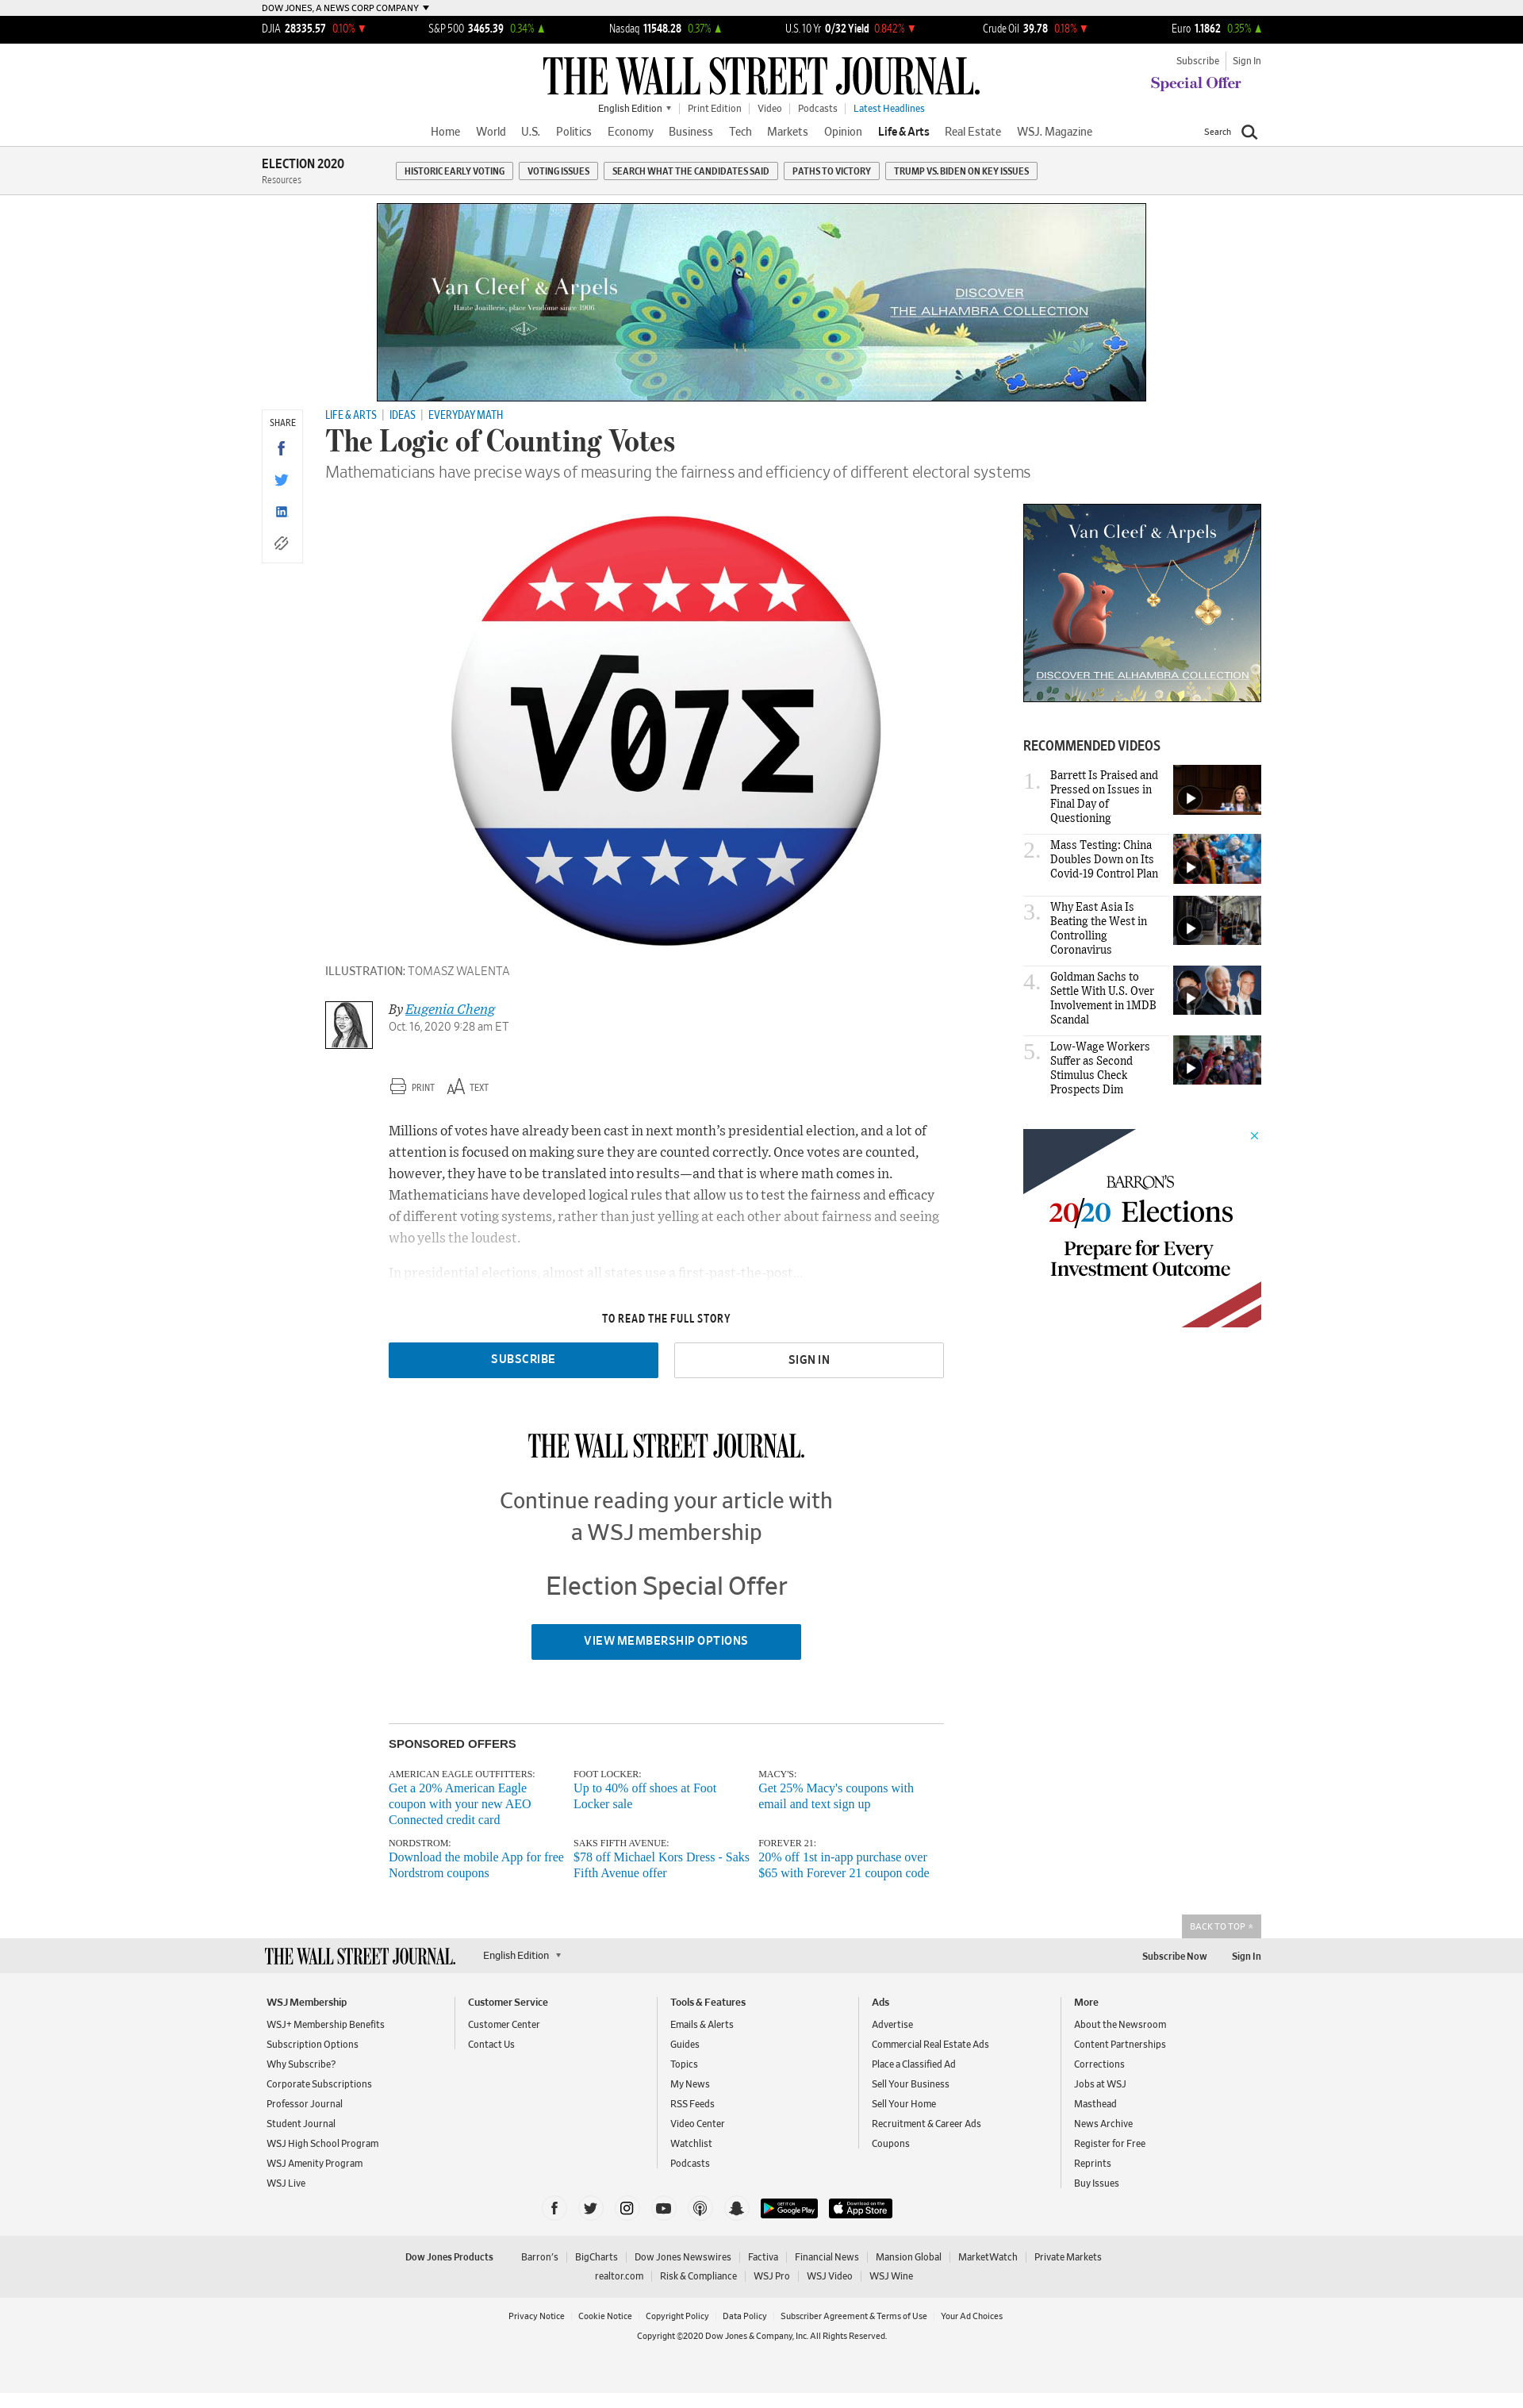 DOW JONES, A NEWS CORP COMPANY
DJIA 28335.57 0.10% S&P 500 3465.39 0.34% Nasdaq 11548.28 0.37% U.S. 10 Yr 0/32 Yield 0.842% Crude Oil 39.78 0.18% Euro 1.1862 0.35%
THE WALL STREET JOURNAL.
Subscribe Sign In
Special Offer
English Edition Print Edition Video Podcasts Latest Headlines
Home World U.S. Politics Economy Business Tech Markets Opinion Life & Arts Real Estate WSJ. Magazine Search
ELECTION 2020
Resources
HISTORIC EARLY VOTING VOTING ISSUES SEARCH WHAT THE CANDIDATES SAID PATHS TO VICTORY TRUMP VS. BIDEN ON KEY ISSUES
Van Cleef & Arpels
Haute Joaillerie, place Vendôme since 1906
DISCOVER
THE ALHAMBRA COLLECTION
SHARE
LIFE & ARTS IDEAS EVERYDAY MATH
The Logic of Counting Votes
Mathematicians have precise ways of measuring the fairness and efficiency of different electoral systems
√07Σ
ILLUSTRATION: TOMASZ WALENTA
By Eugenia Cheng
Oct. 16, 2020 9:28 am ET
PRINT TEXT
Millions of votes have already been cast in next month’s presidential election, and a lot of
attention is focused on making sure they are counted correctly. Once votes are counted,
however, they have to be translated into results—and that is where math comes in.
Mathematicians have developed logical rules that allow us to test the fairness and efficacy
of different voting systems, rather than just yelling at each other about fairness and seeing
who yells the loudest.
In presidential elections, almost all states use a first-past-the-post...
TO READ THE FULL STORY
SUBSCRIBE SIGN IN
THE WALL STREET JOURNAL.
Continue reading your article with
a WSJ membership
Election Special Offer
VIEW MEMBERSHIP OPTIONS
Van Cleef & Arpels
DISCOVER THE ALHAMBRA COLLECTION
RECOMMENDED VIDEOS
1. Barrett Is Praised and
Pressed on Issues in
Final Day of
Questioning
2. Mass Testing: China
Doubles Down on Its
Covid-19 Control Plan
3. Why East Asia Is
Beating the West in
Controlling
Coronavirus
4. Goldman Sachs to
Settle With U.S. Over
Involvement in 1MDB
Scandal
5. Low-Wage Workers
Suffer as Second
Stimulus Check
Prospects Dim
BARRON'S
20/20 Elections
Prepare for Every
Investment Outcome
SPONSORED OFFERS
AMERICAN EAGLE OUTFITTERS:
Get a 20% American Eagle
coupon with your new AEO
Connected credit card
FOOT LOCKER:
Up to 40% off shoes at Foot
Locker sale
MACY'S:
Get 25% Macy's coupons with
email and text sign up
NORDSTROM:
Download the mobile App for free
Nordstrom coupons
SAKS FIFTH AVENUE:
$78 off Michael Kors Dress - Saks
Fifth Avenue offer
FOREVER 21:
20% off 1st in-app purchase over
$65 with Forever 21 coupon code
BACK TO TOP
THE WALL STREET JOURNAL. English Edition Subscribe Now Sign In
WSJ Membership
WSJ+ Membership Benefits
Subscription Options
Why Subscribe?
Corporate Subscriptions
Professor Journal
Student Journal
WSJ High School Program
WSJ Amenity Program
WSJ Live
Customer Service
Customer Center
Contact Us
Tools & Features
Emails & Alerts
Guides
Topics
My News
RSS Feeds
Video Center
Watchlist
Podcasts
Ads
Advertise
Commercial Real Estate Ads
Place a Classified Ad
Sell Your Business
Sell Your Home
Recruitment & Career Ads
Coupons
More
About the Newsroom
Content Partnerships
Corrections
Jobs at WSJ
Masthead
News Archive
Register for Free
Reprints
Buy Issues
GET IT ON
Google Play
Download on the
App Store
Dow Jones Products Barron's BigCharts Dow Jones Newswires Factiva Financial News Mansion Global MarketWatch Private Markets
realtor.com Risk & Compliance WSJ Pro WSJ Video WSJ Wine
Privacy Notice Cookie Notice Copyright Policy Data Policy Subscriber Agreement & Terms of Use Your Ad Choices
Copyright ©2020 Dow Jones & Company, Inc. All Rights Reserved.